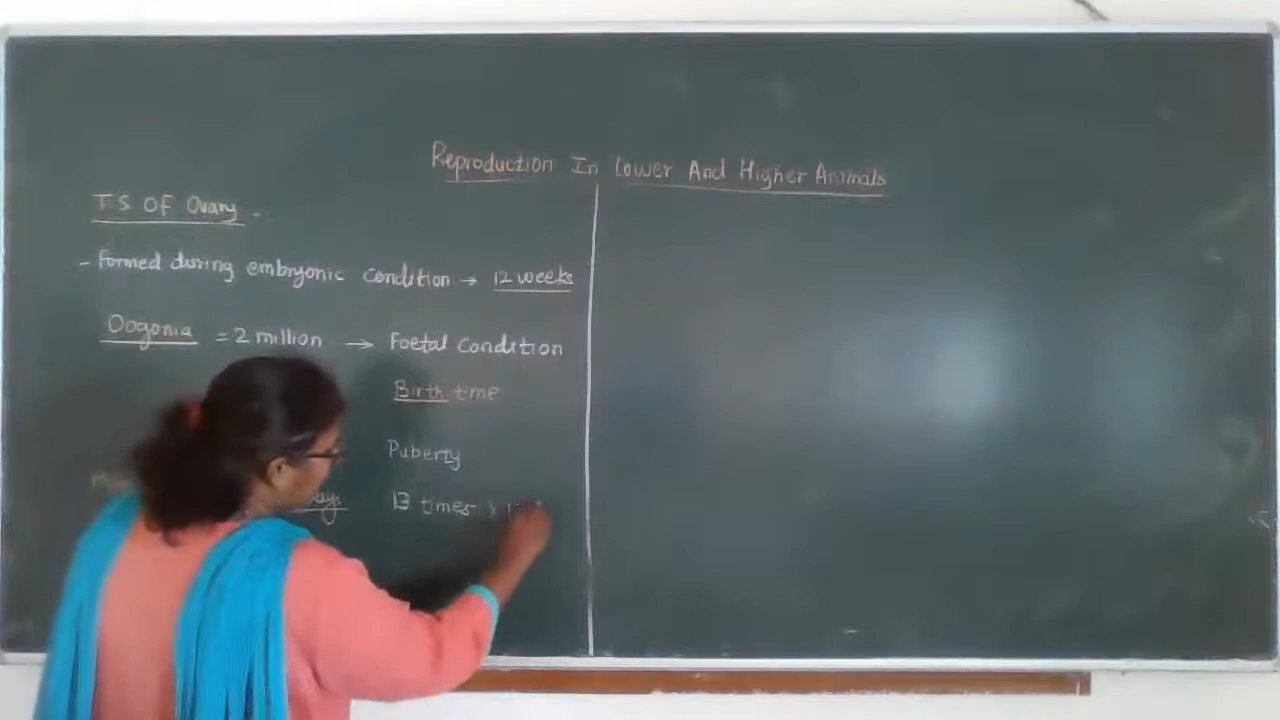 Reproduction In Lower And Higher Animals
T S OF Ovary -
- Formed during embryonic condition → 12 weeks
Oogonia = 2 million → Foetal Condition
Birth time
Puberty
13 times x